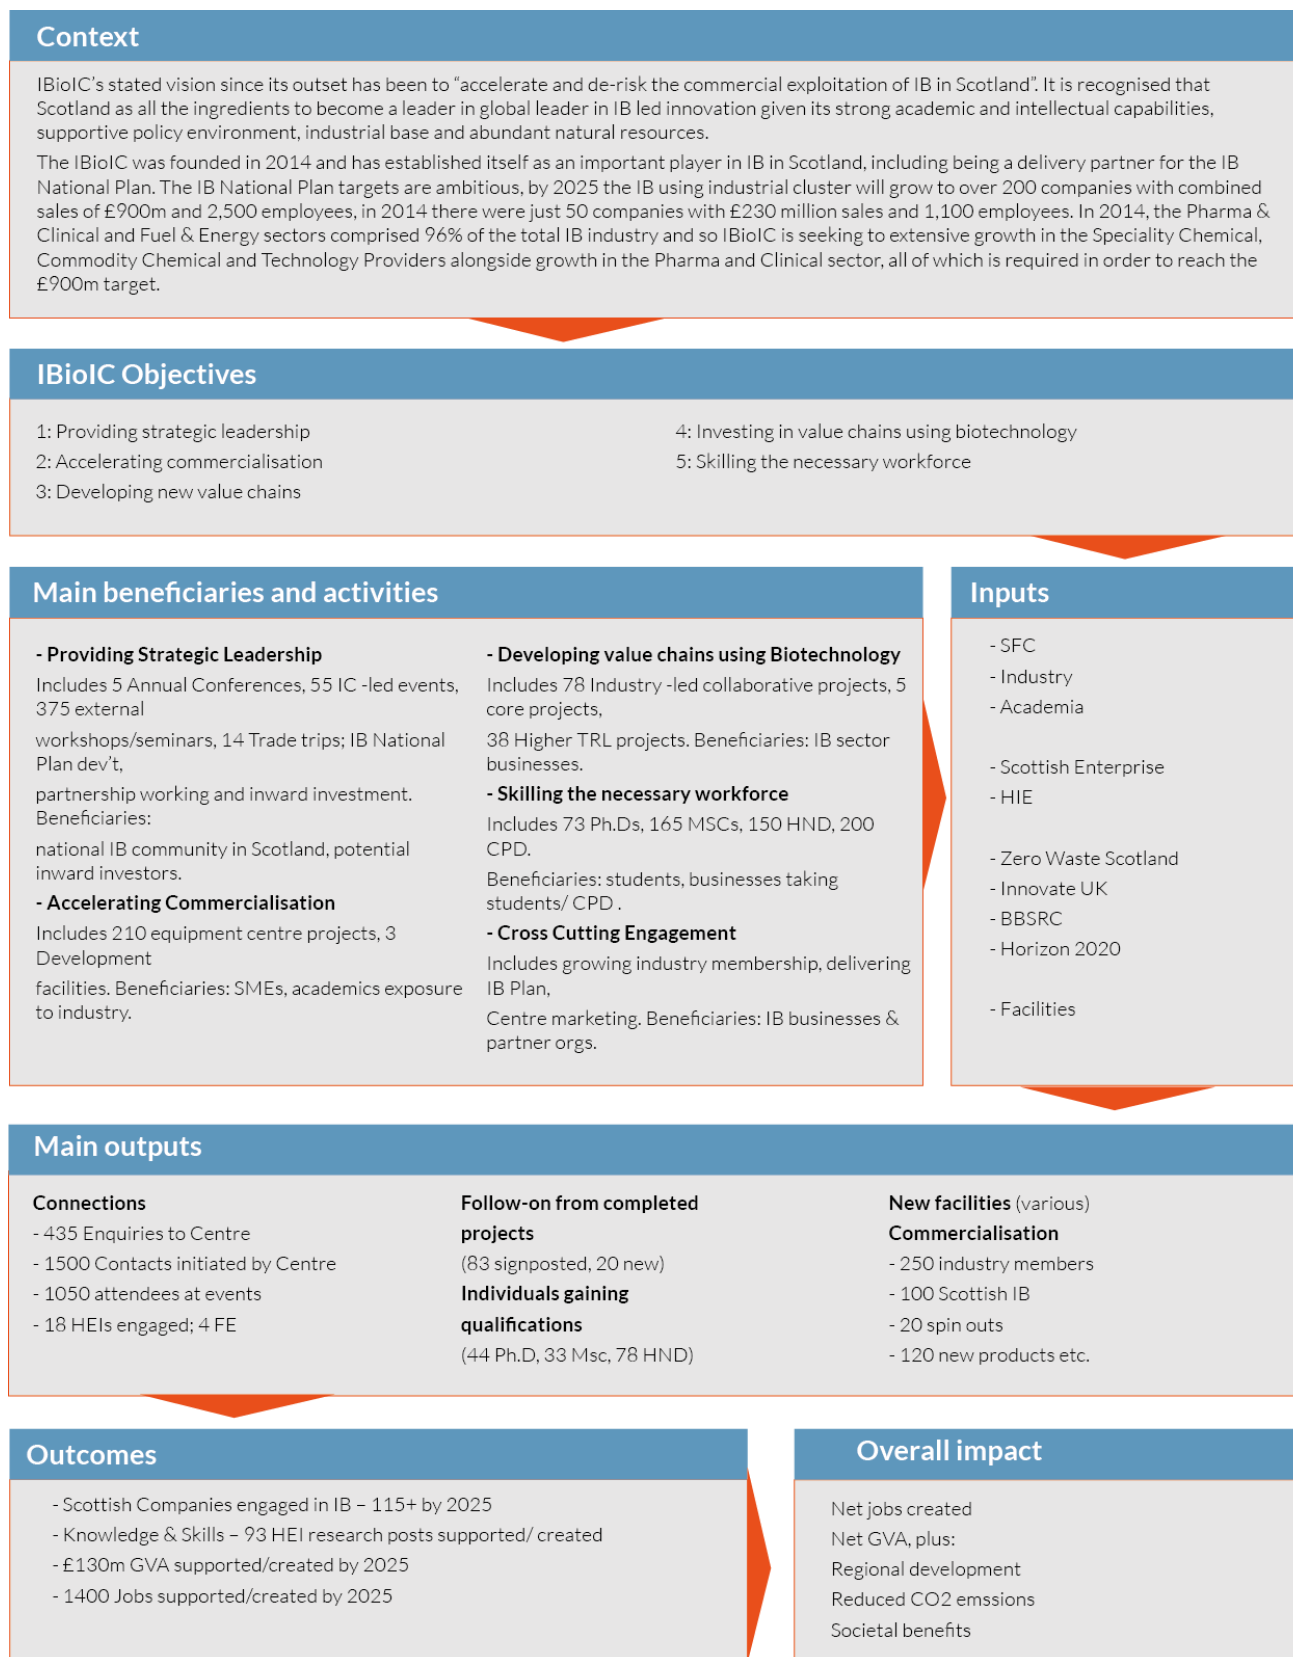 Context
IBioIC’s stated vision since its outset has been to “accelerate and de-risk the commercial exploitation of IB in Scotland”. It is recognised that
Scotland as all the ingredients to become a leader in global leader in IB led innovation given its strong academic and intellectual capabilities,
supportive policy environment, industrial base and abundant natural resources.
The IBioIC was founded in 2014 and has established itself as an important player in IB in Scotland, including being a delivery partner for the IB
National Plan. The IB National Plan targets are ambitious, by 2025 the IB using industrial cluster will grow to over 200 companies with combined
sales of £900m and 2,500 employees, in 2014 there were just 50 companies with £230 million sales and 1,100 employees. In 2014, the Pharma &
Clinical and Fuel & Energy sectors comprised 96% of the total IB industry and so IBioIC is seeking to extensive growth in the Speciality Chemical,
Commodity Chemical and Technology Providers alongside growth in the Pharma and Clinical sector, all of which is required in order to reach the
£900m target.
IBioIC Objectives
1: Providing strategic leadership
2: Accelerating commercialisation
3: Developing new value chains
4: Investing in value chains using biotechnology
5: Skilling the necessary workforce
Main beneficiaries and activities
- Providing Strategic Leadership
Includes 5 Annual Conferences, 55 IC -led events,
375 external
workshops/seminars, 14 Trade trips; IB National
Plan dev’t,
partnership working and inward investment.
Beneficiaries:
national IB community in Scotland, potential
inward investors.
- Accelerating Commercialisation
Includes 210 equipment centre projects, 3
Development
facilities. Beneficiaries: SMEs, academics exposure
to industry.
- Developing value chains using Biotechnology
Includes 78 Industry -led collaborative projects, 5
core projects,
38 Higher TRL projects. Beneficiaries: IB sector
businesses.
- Skilling the necessary workforce
Includes 73 Ph.Ds, 165 MSCs, 150 HND, 200
CPD.
Beneficiaries: students, businesses taking
students/ CPD .
- Cross Cutting Engagement
Includes growing industry membership, delivering
IB Plan,
Centre marketing. Beneficiaries: IB businesses &
partner orgs.
Inputs
- SFC
- Industry
- Academia
- Scottish Enterprise
- HIE
- Zero Waste Scotland
- Innovate UK
- BBSRC
- Horizon 2020
- Facilities
Main outputs
Connections
- 435 Enquiries to Centre
- 1500 Contacts initiated by Centre
- 1050 attendees at events
- 18 HEIs engaged; 4 FE
Follow-on from completed
projects
(83 signposted, 20 new)
Individuals gaining
qualifications
(44 Ph.D, 33 Msc, 78 HND)
New facilities (various)
Commercialisation
- 250 industry members
- 100 Scottish IB
- 20 spin outs
- 120 new products etc.
Outcomes
- Scottish Companies engaged in IB – 115+ by 2025
- Knowledge & Skills – 93 HEI research posts supported/ created
- £130m GVA supported/created by 2025
- 1400 Jobs supported/created by 2025
Overall impact
Net jobs created
Net GVA, plus:
Regional development
Reduced CO2 emssions
Societal benefits